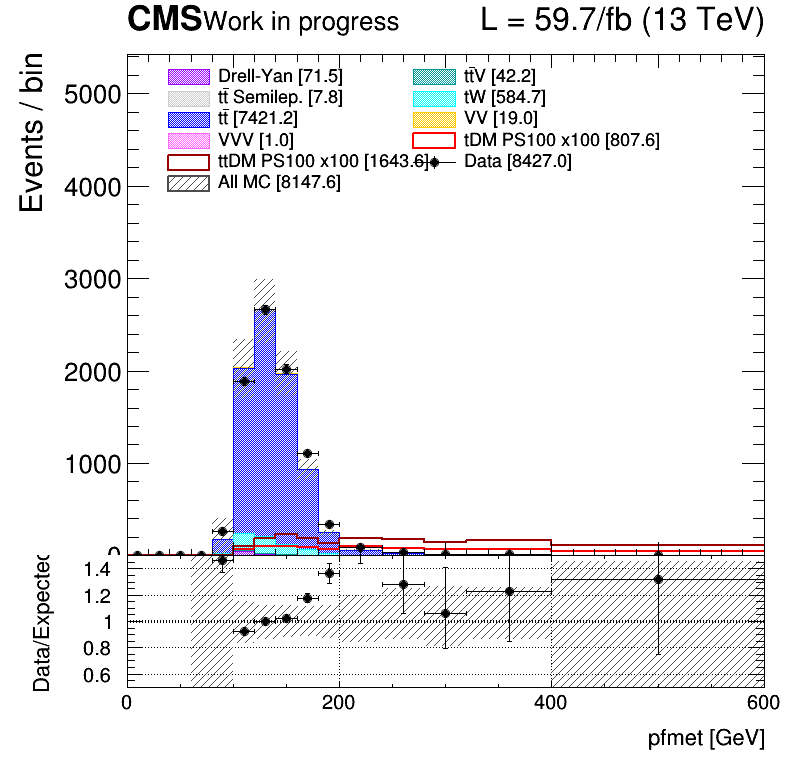 CMS Work in progress L = 59.7/fb (13 TeV)
Events / bin
5000
4000
3000
2000
1000
0
Drell-Yan [71.5]
tt̄ Semilep. [7.8]
tt̄ [7421.2]
VVV [1.0]
ttDM PS100 x100 [1643.6]
All MC [8147.6]
tt̄V [42.2]
tW [584.7]
VV [19.0]
tDM PS100 x100 [807.6]
Data [8427.0]
Data/Expected
1.4
1.2
1
0.8
0.6
0 200 400 600
pfmet [GeV]